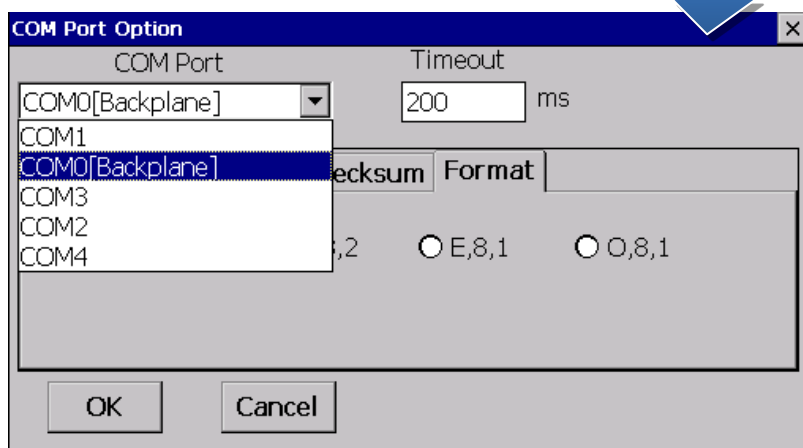 COM Port Option
COM Port Timeout
COM0[Backplane] 200 ms
COM1
COM0[Backplane]
COM3
COM2
COM4
ecksum Format
,2 E,8,1 O,8,1
OK Cancel